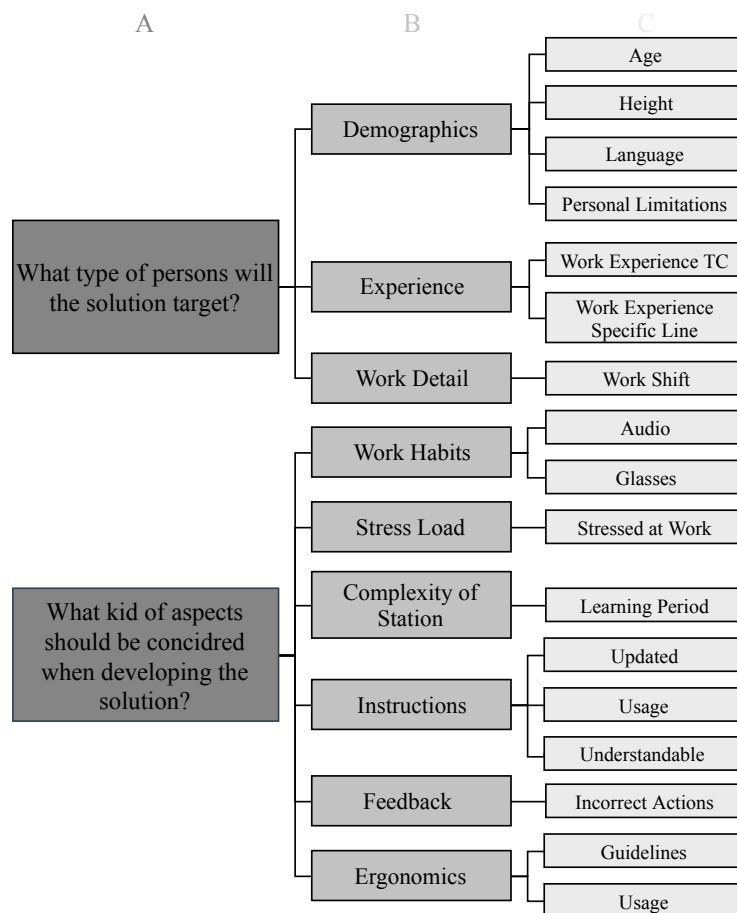 A
B
C
Age
Height
Demographics
Language
Personal Limitations
What type of persons will
the solution target?
Work Experience TC
Experience
Work Experience
Specific Line
Work Detail
Work Shift
Work Habits
Audio
Glasses
Stress Load
Stressed at Work
What kid of aspects
should be concidred
when developing the
solution?
Complexity of
Station
Learning Period
Updated
Instructions
Usage
Understandable
Feedback
Incorrect Actions
Ergonomics
Guidelines
Usage